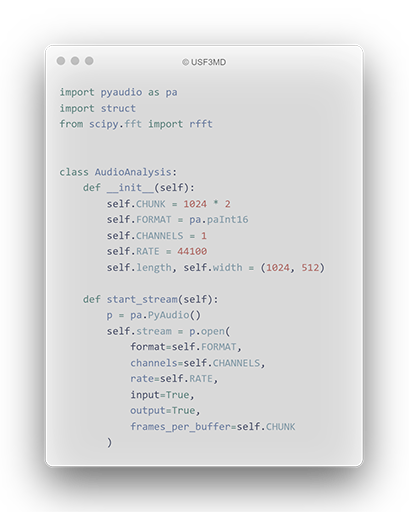 © USF3MD
import pyaudio as pa
import struct
from scipy.fft import rfft
class AudioAnalysis:
    def __init__(self):
        self.CHUNK = 1024 * 2
        self.FORMAT = pa.paInt16
        self.CHANNELS = 1
        self.RATE = 44100
        self.length, self.width = (1024, 512)
    def start_stream(self):
        p = pa.PyAudio()
        self.stream = p.open(
            format=self.FORMAT,
            channels=self.CHANNELS,
            rate=self.RATE,
            input=True,
            output=True,
            frames_per_buffer=self.CHUNK
        )